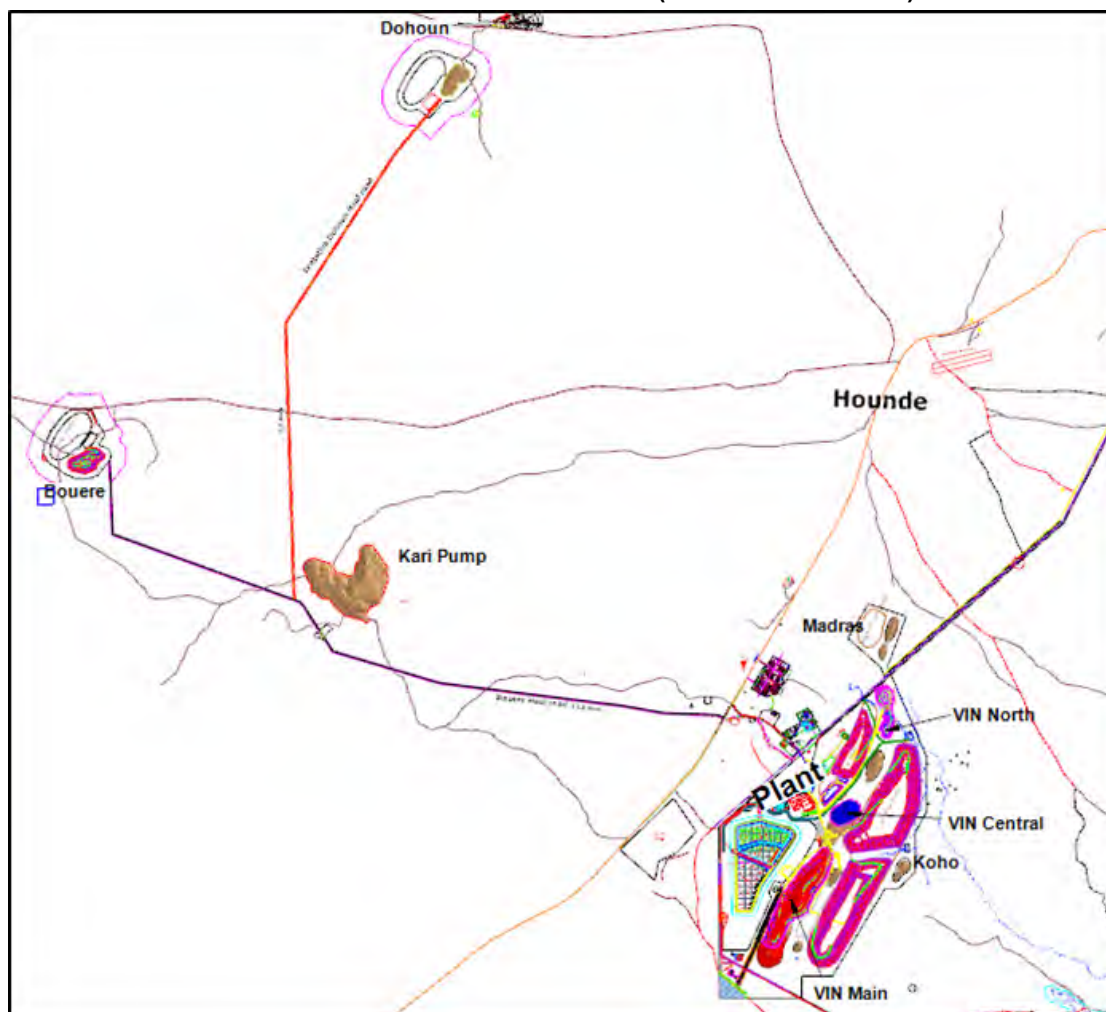 Dohoun
Hounde
Bouere
Kari Pump
Madras
VIN North
Plant
VIN Central
Koho
VIN Main